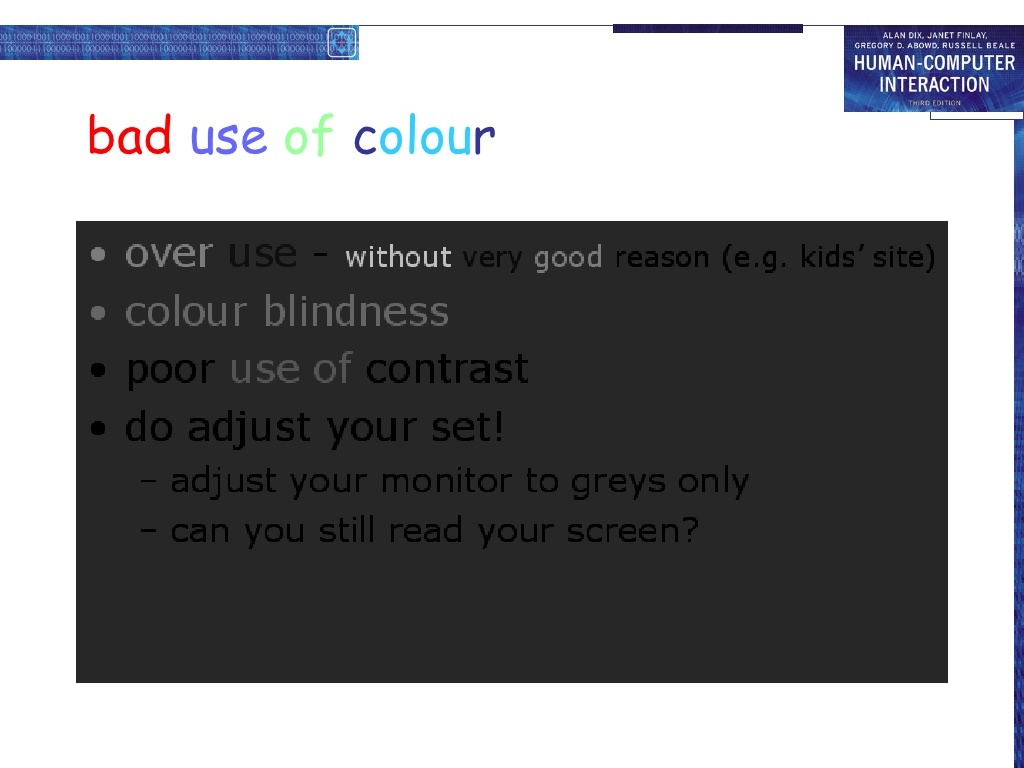 ALAN DIX, JANET FINLAY,
GREGORY D. ABOWD, RUSSELL BEALE
HUMAN-COMPUTER
INTERACTION
THIRD EDITION
bad use of colour
• over use - without very good reason (e.g. kids’ site)
• colour blindness
• poor use of contrast
• do adjust your set!
– adjust your monitor to greys only
– can you still read your screen?